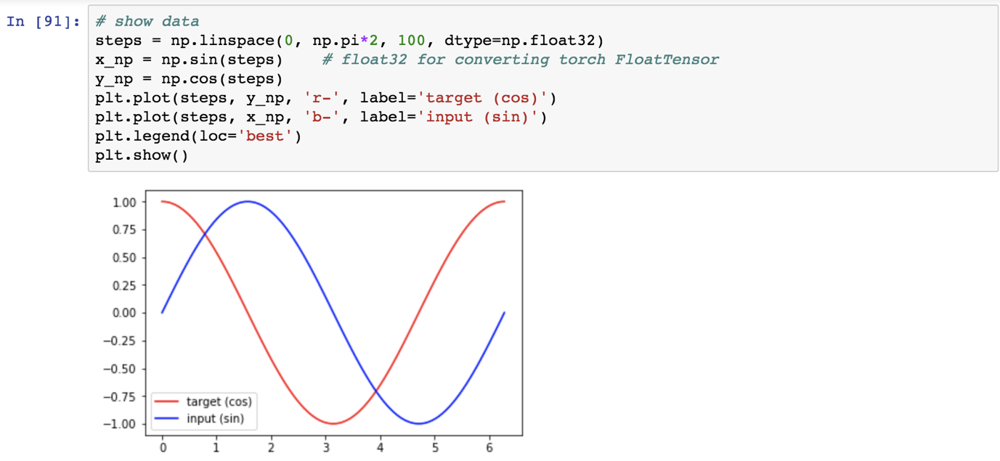 In [91]: # show data
steps = np.linspace(0, np.pi*2, 100, dtype=np.float32)
x_np = np.sin(steps)    # float32 for converting torch FloatTensor
y_np = np.cos(steps)
plt.plot(steps, y_np, 'r-', label='target (cos)')
plt.plot(steps, x_np, 'b-', label='input (sin)')
plt.legend(loc='best')
plt.show()
1.00
0.75
0.50
0.25
0.00
−0.25
−0.50
−0.75
−1.00
target (cos)
input (sin)
0 1 2 3 4 5 6